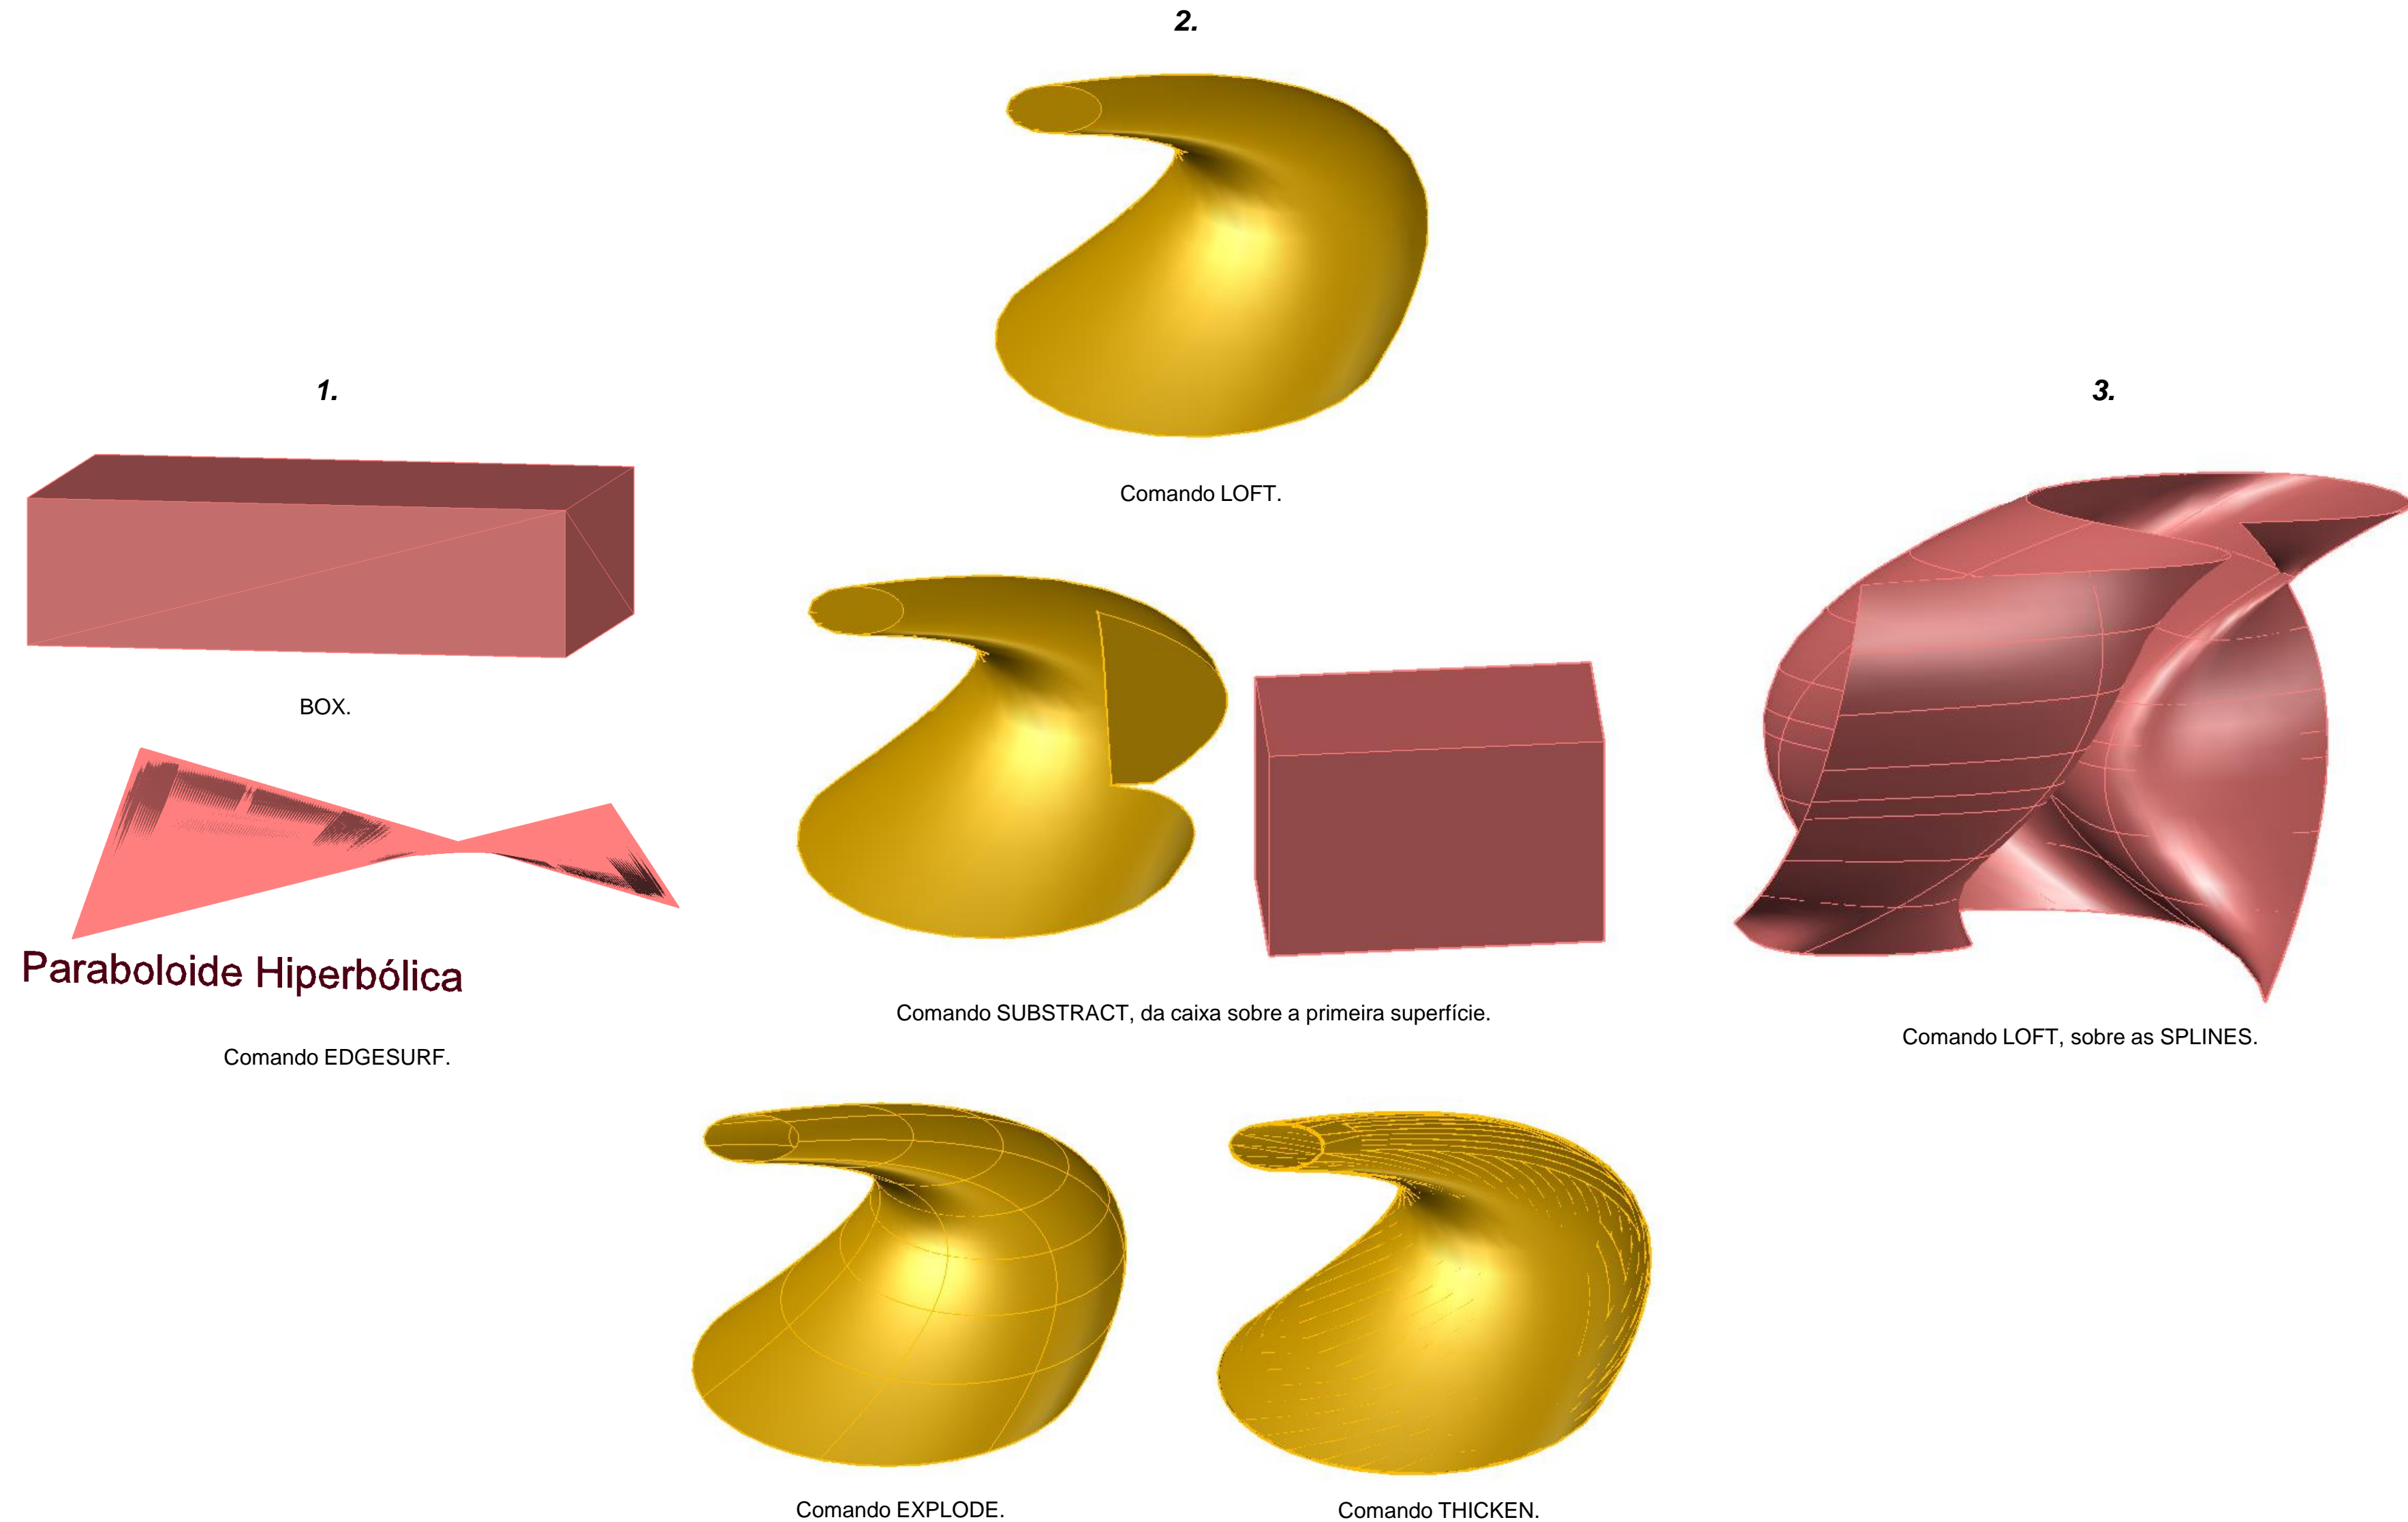 2.
Comando LOFT.
1.
BOX.
Paraboloide Hiperbólica
Comando EDGESURF.
Comando SUBSTRACT, da caixa sobre a primeira superfície.
3.
Comando LOFT, sobre as SPLINES.
Comando EXPLODE.
Comando THICKEN.